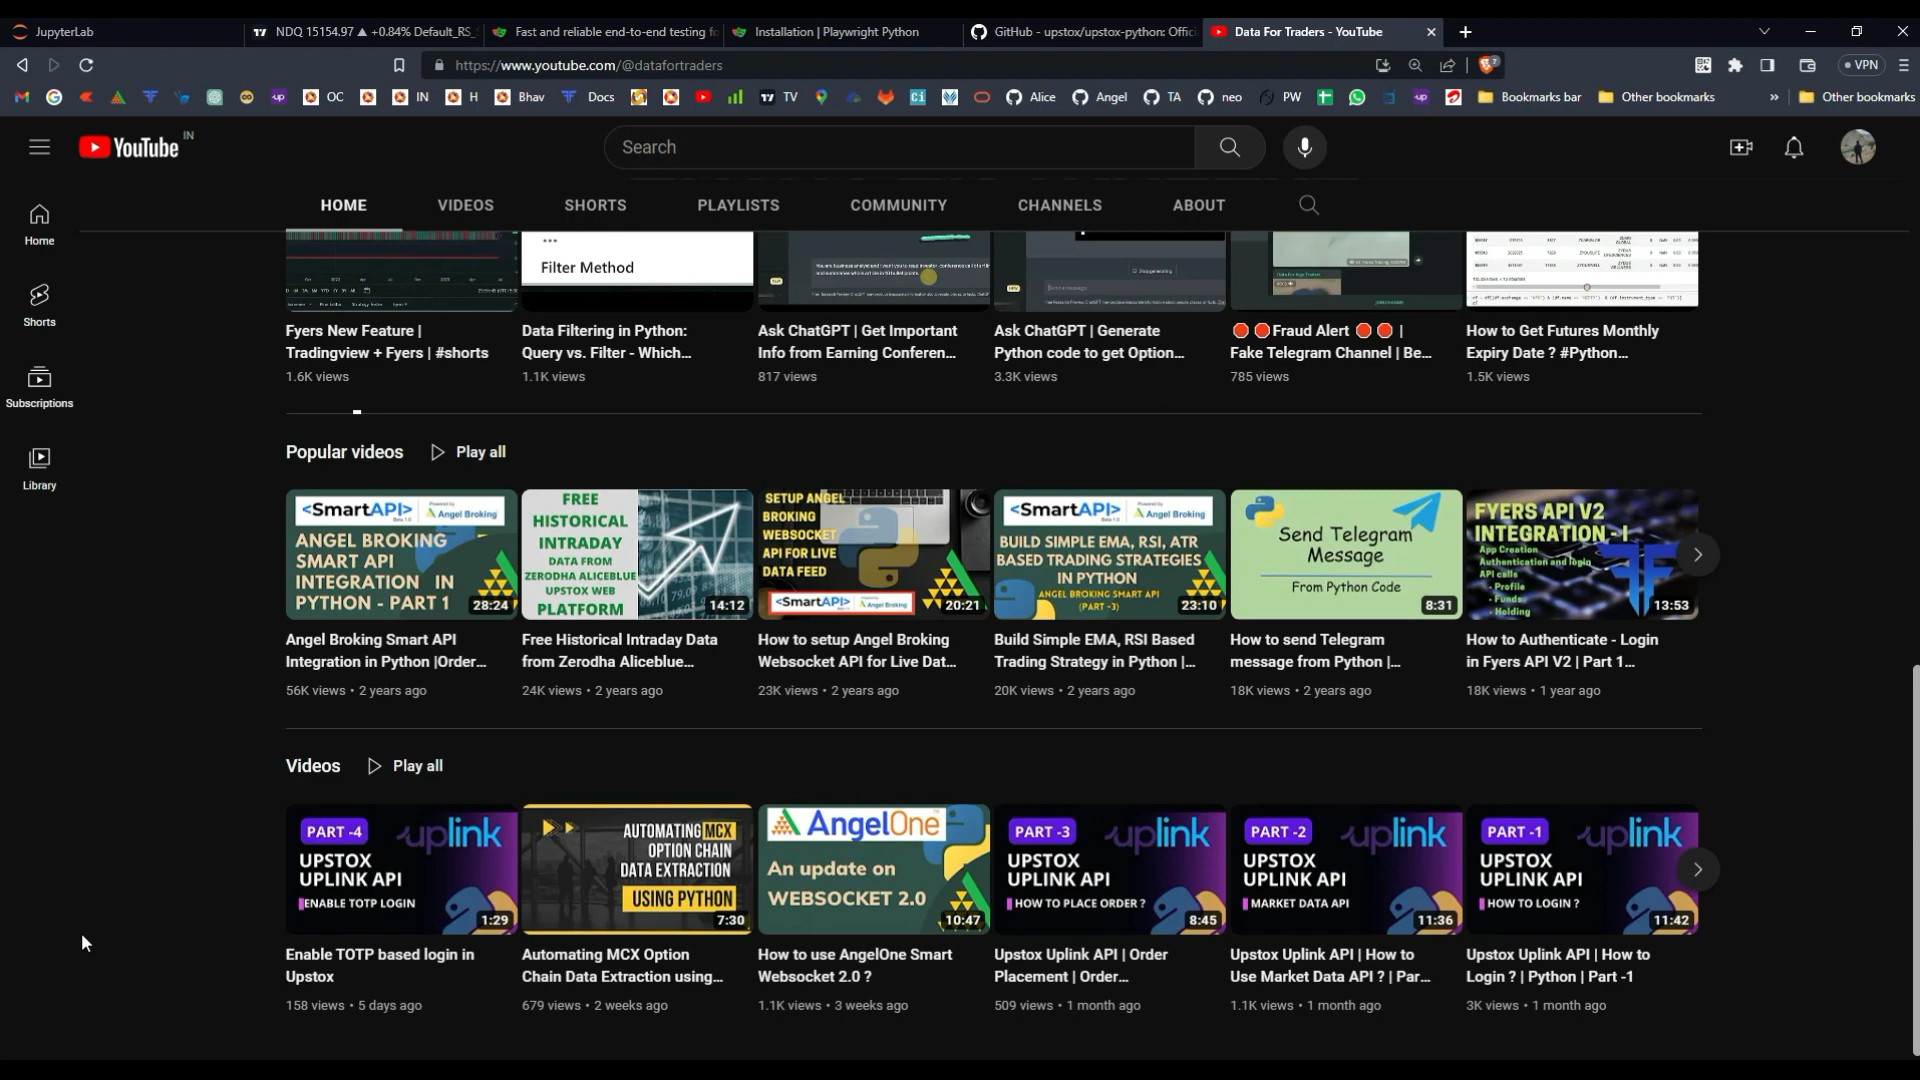 JupyterLab
NDQ 15154.97 ▲ +0.84% Default_RS_
Fast and reliable end-to-end testing fo
Installation | Playwright Python
GitHub - upstox/upstox-python: Offici
Data For Traders - YouTube
https://www.youtube.com/@datafortraders
VPN
OC
IN
H
Bhav
Docs
TV
Alice
Angel
TA
neo
PW
Bookmarks bar
Other bookmarks
Other bookmarks
YouTube IN
Search
HOME
VIDEOS
SHORTS
PLAYLISTS
COMMUNITY
CHANNELS
ABOUT
Home
Shorts
Subscriptions
Library
Filter Method
Fyers New Feature |
Tradingview + Fyers | #shorts
1.6K views
Data Filtering in Python:
Query vs. Filter - Which...
1.1K views
Ask ChatGPT | Get Important
Info from Earning Conferen...
817 views
Ask ChatGPT | Generate
Python code to get Option...
3.3K views
🛑 🛑Fraud Alert 🛑 🛑 |
Fake Telegram Channel | Be...
785 views
How to Get Futures Monthly
Expiry Date ? #Python...
1.5K views
Popular videos
Play all
<SmartAPI>
Angel Broking
ANGEL BROKING
SMART API
INTEGRATION IN
PYTHON - PART 1
28:24
Angel Broking Smart API
Integration in Python |Order...
56K views • 2 years ago
FREE
HISTORICAL
INTRADAY
DATA FROM
ZERODHA ALICEBLUE
UPSTOX WEB
PLATFORM
14:12
Free Historical Intraday Data
from Zerodha Aliceblue...
24K views • 2 years ago
SETUP ANGEL
BROKING
WEBSOCKET
API FOR LIVE
DATA FEED
<SmartAPI>
Angel Broking
20:21
How to setup Angel Broking
Websocket API for Live Dat...
23K views • 2 years ago
<SmartAPI>
Angel Broking
BUILD SIMPLE EMA, RSI, ATR
BASED TRADING STRATEGIES
IN PYTHON
ANGEL BROKING SMART API
(PART -3)
23:10
Build Simple EMA, RSI Based
Trading Strategy in Python |...
20K views • 2 years ago
Send Telegram
Message
From Python Code
8:31
How to send Telegram
message from Python |...
18K views • 2 years ago
FYERS API V2
INTEGRATION - I
App Creation
Authentication and login
API calls
- Profile
- Funds
- Holding
13:53
How to Authenticate - Login
in Fyers API V2 | Part 1...
18K views • 1 year ago
Videos
Play all
PART -4
uplink
UPSTOX
UPLINK API
ENABLE TOTP LOGIN
1:29
Enable TOTP based login in
Upstox
158 views • 5 days ago
AUTOMATING MCX
OPTION CHAIN
DATA EXTRACTION
USING PYTHON
7:30
Automating MCX Option
Chain Data Extraction using...
679 views • 2 weeks ago
AngelOne
An update on
WEBSOCKET 2.0
10:47
How to use AngelOne Smart
Websocket 2.0 ?
1.1K views • 3 weeks ago
PART -3
uplink
UPSTOX
UPLINK API
HOW TO PLACE ORDER ?
8:45
Upstox Uplink API | Order
Placement | Order...
509 views • 1 month ago
PART -2
uplink
UPSTOX
UPLINK API
MARKET DATA API
11:36
Upstox Uplink API | How to
Use Market Data API ? | Par...
1.1K views • 1 month ago
PART -1
uplink
UPSTOX
UPLINK API
HOW TO LOGIN ?
11:42
Upstox Uplink API | How to
Login ? | Python | Part -1
3K views • 1 month ago